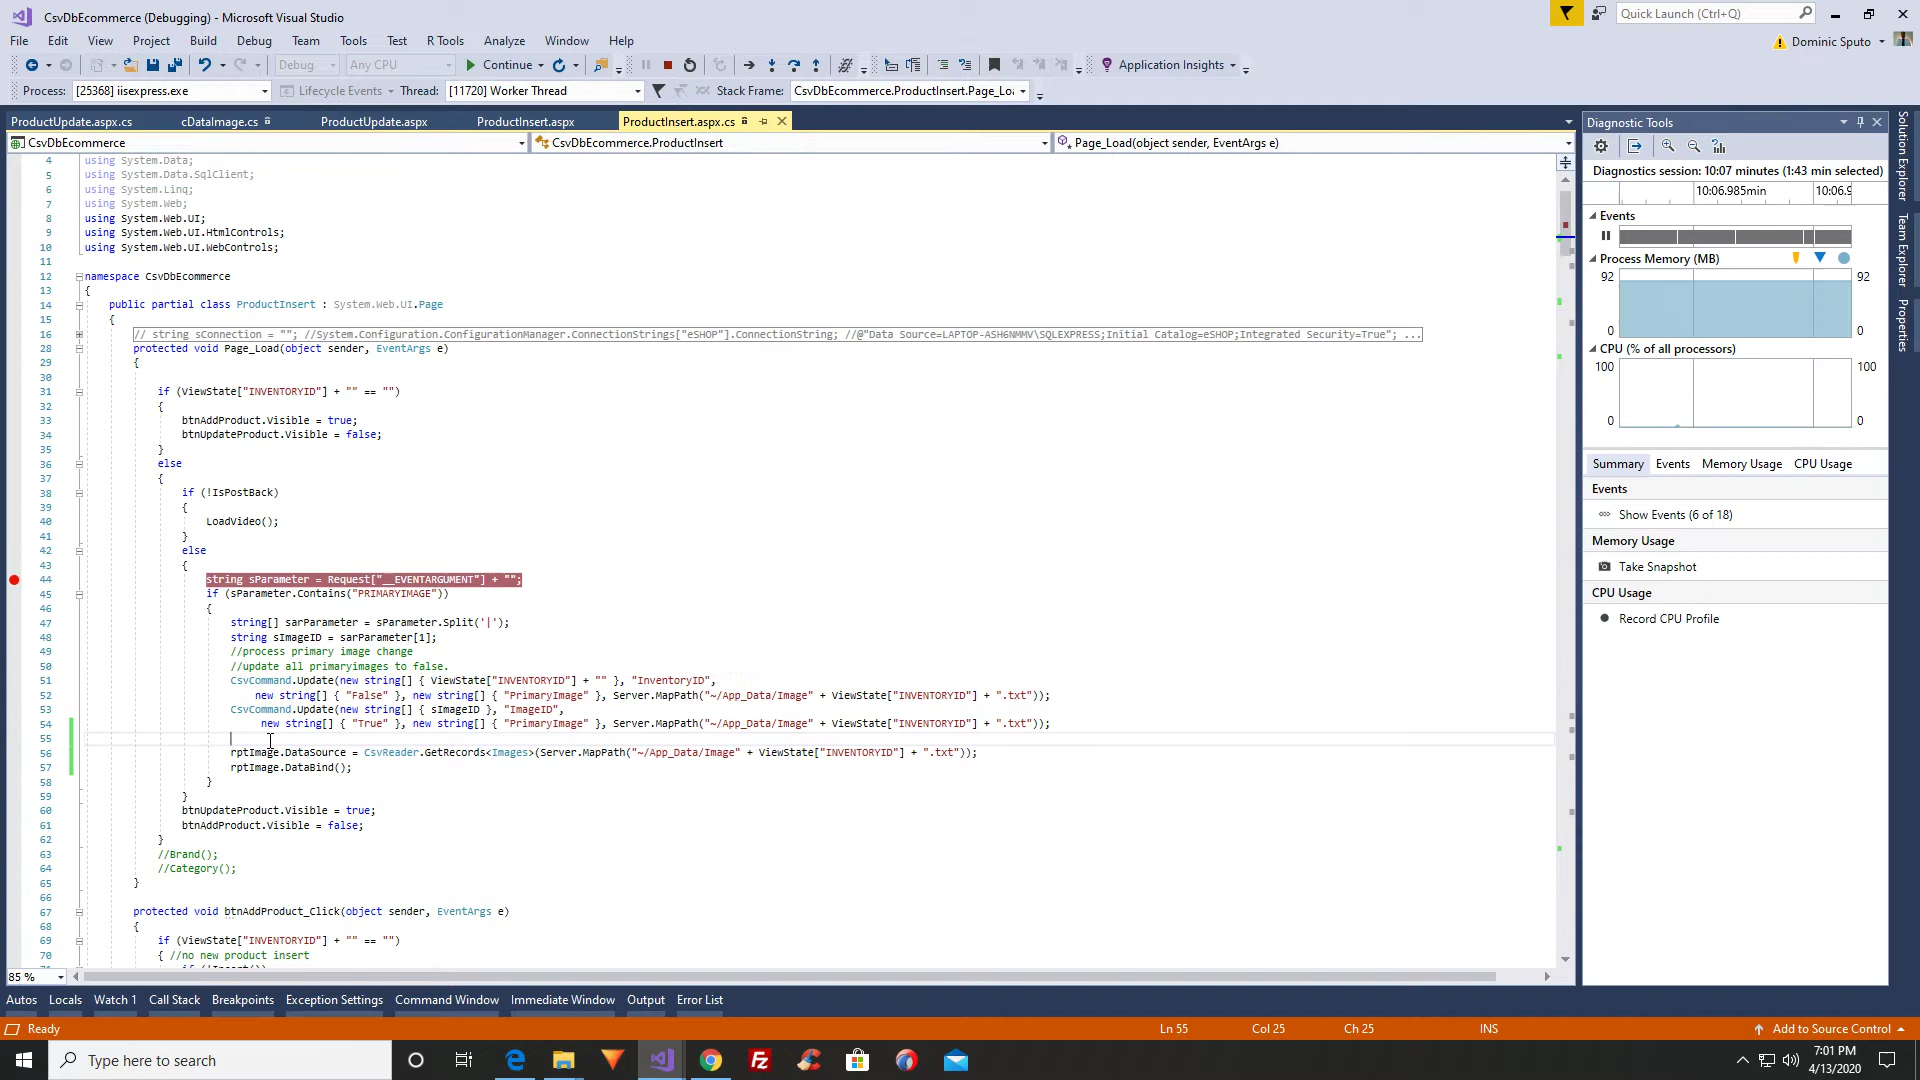 CsvDbEcommerce (Debugging) - Microsoft Visual Studio
Quick Launch (Ctrl+Q)
File Edit View Project Build Debug Team Tools Test R Tools Analyze Window Help
Dominic Sputo
Debug Any CPU Continue Application Insights
Process: [25368] iisexpress.exe Lifecycle Events Thread: [11720] Worker Thread Stack Frame: CsvDbEcommerce.ProductInsert.Page_Loa
ProductUpdate.aspx.cs cDataImage.cs ProductUpdate.aspx ProductInsert.aspx ProductInsert.aspx.cs
CsvDbEcommerce CsvDbEcommerce.ProductInsert Page_Load(object sender, EventArgs e)
4 using System.Data;
5 using System.Data.SqlClient;
6 using System.Linq;
7 using System.Web;
8 using System.Web.UI;
9 using System.Web.UI.HtmlControls;
10 using System.Web.UI.WebControls;
11
12 namespace CsvDbEcommerce
13 {
14 public partial class ProductInsert : System.Web.UI.Page
15 {
16 // string sConnection = ""; //System.Configuration.ConfigurationManager.ConnectionStrings["eSHOP"].ConnectionString; //@"Data Source=LAPTOP-ASH6NMMV\SQLEXPRESS;Initial Catalog=eSHOP;Integrated Security=True"; ...
28 protected void Page_Load(object sender, EventArgs e)
29 {
30
31 if (ViewState["INVENTORYID"] + "" == "")
32 {
33 btnAddProduct.Visible = true;
34 btnUpdateProduct.Visible = false;
35 }
36 else
37 {
38 if (!IsPostBack)
39 {
40 LoadVideo();
41 }
42 else
43 {
44 string sParameter = Request["__EVENTARGUMENT"] + "";
45 if (sParameter.Contains("PRIMARYIMAGE"))
46 {
47 string[] sarParameter = sParameter.Split('|');
48 string sImageID = sarParameter[1];
49 //process primary image change
50 //update all primaryimages to false.
51 CsvCommand.Update(new string[] { ViewState["INVENTORYID"] + "" }, "InventoryID",
52 new string[] { "False" }, new string[] { "PrimaryImage" }, Server.MapPath("~/App_Data/Image" + ViewState["INVENTORYID"] + ".txt"));
53 CsvCommand.Update(new string[] { sImageID }, "ImageID",
54 new string[] { "True" }, new string[] { "PrimaryImage" }, Server.MapPath("~/App_Data/Image" + ViewState["INVENTORYID"] + ".txt"));
55
56 rptImage.DataSource = CsvReader.GetRecords<Images>(Server.MapPath("~/App_Data/Image" + ViewState["INVENTORYID"] + ".txt"));
57 rptImage.DataBind();
58 }
59 }
60 btnUpdateProduct.Visible = true;
61 btnAddProduct.Visible = false;
62 }
63 //Brand();
64 //Category();
65 }
66
67 protected void btnAddProduct_Click(object sender, EventArgs e)
68 {
69 if (ViewState["INVENTORYID"] + "" == "")
70 { //no new product insert
85 %
Diagnostic Tools
Diagnostics session: 10:07 minutes (1:43 min selected)
10:06.985min 10:06.9
Events
Process Memory (MB)
92 92
0 0
CPU (% of all processors)
100 100
0 0
Summary Events Memory Usage CPU Usage
Events
Show Events (6 of 18)
Memory Usage
Take Snapshot
CPU Usage
Record CPU Profile
Solution Explorer
Team Explorer
Properties
Autos Locals Watch 1 Call Stack Breakpoints Exception Settings Command Window Immediate Window Output Error List
Ready Ln 55 Col 25 Ch 25 INS Add to Source Control
Type here to search
7:01 PM
4/13/2020